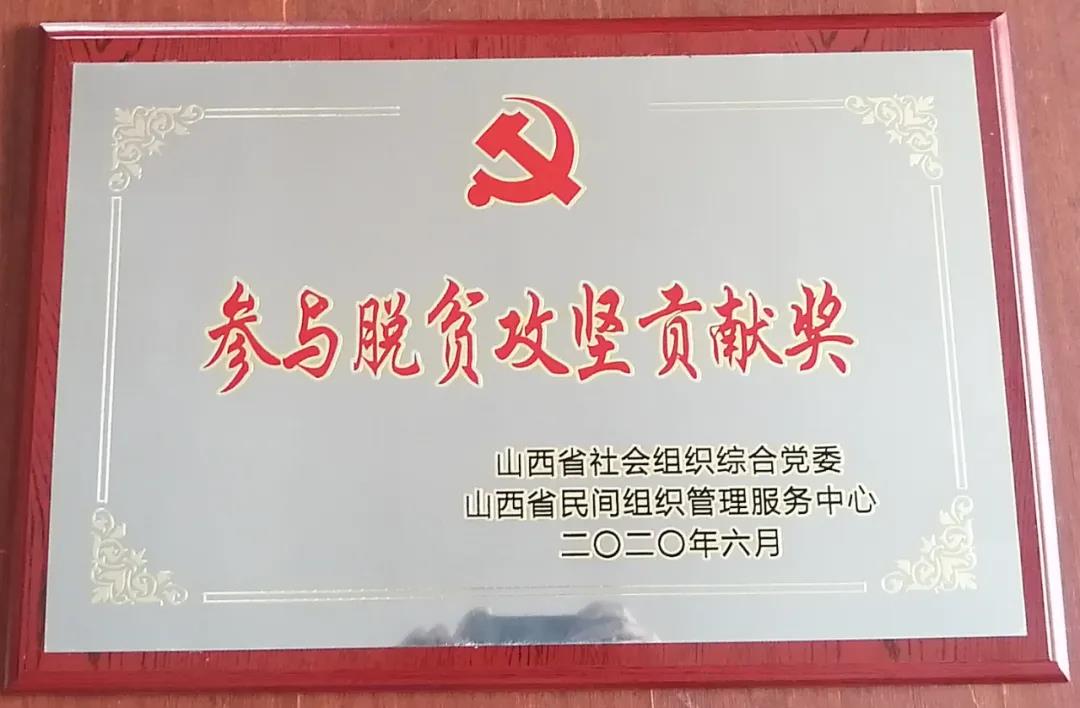 参与脱贫攻坚贡献奖
山西省社会组织综合党委
山西省民间组织管理服务中心
二〇二〇年六月